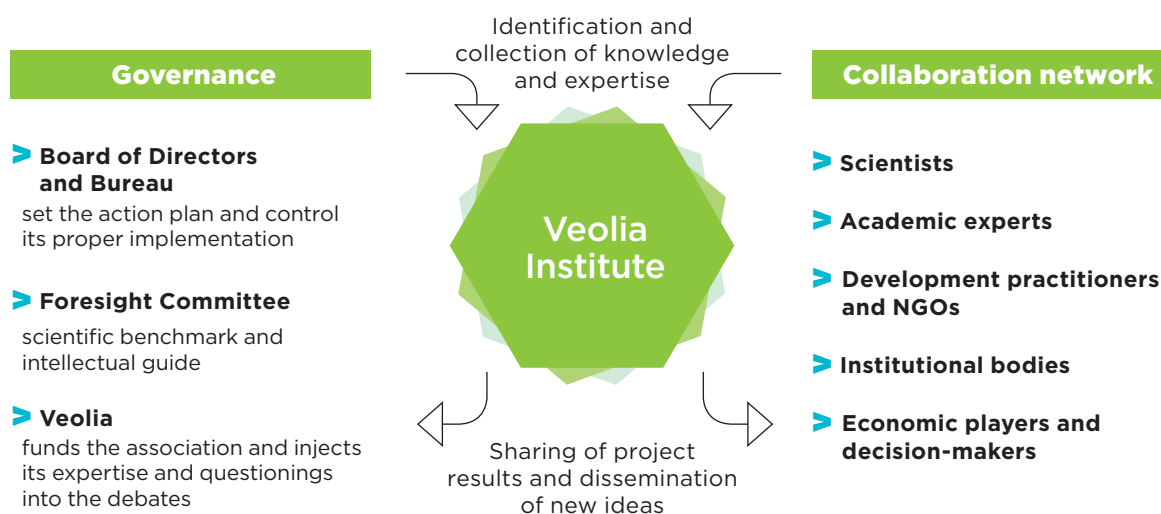 Governance
> Board of Directors
and Bureau
set the action plan and control
its proper implementation
> Foresight Committee
scientific benchmark and
intellectual guide
> Veolia
funds the association and injects
its expertise and questionings
into the debates
Identification and
collection of knowledge
and expertise
Veolia
Institute
Sharing of project
results and dissemination
of new ideas
Collaboration network
> Scientists
> Academic experts
> Development practitioners
and NGOs
> Institutional bodies
> Economic players and
decision-makers